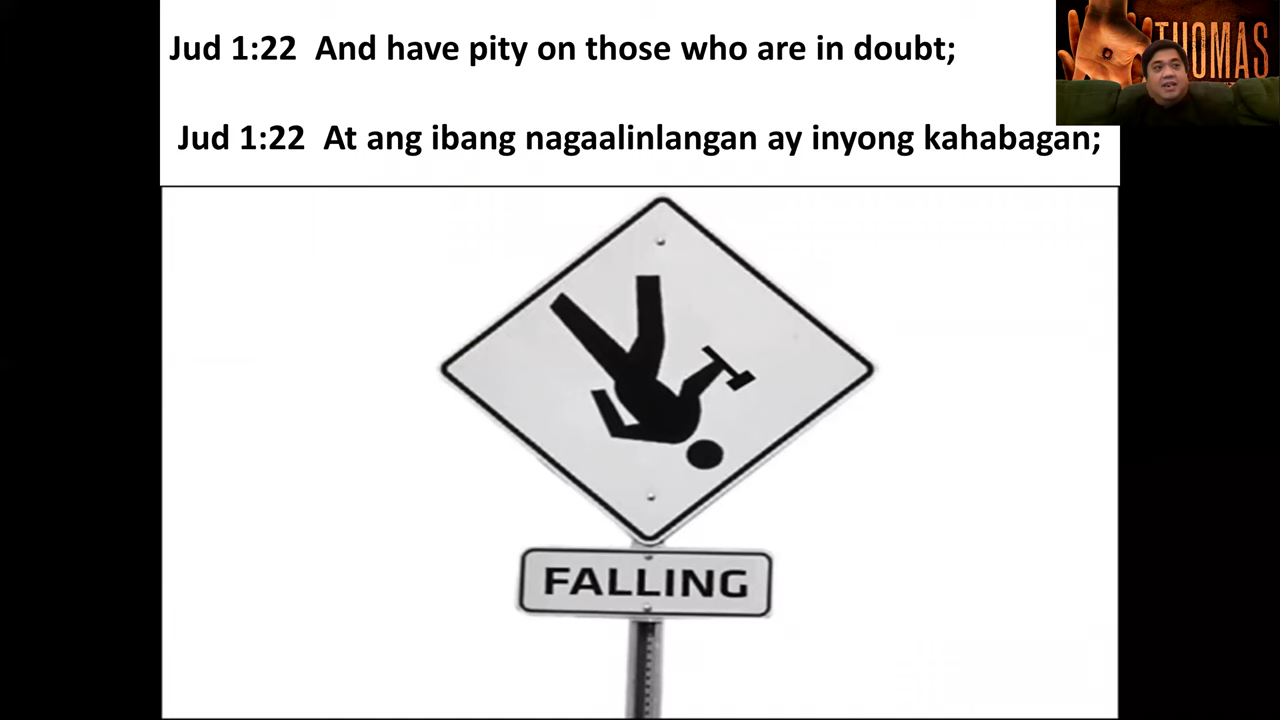 Jud 1:22  And have pity on those who are in doubt;
THOMAS
Jud 1:22  At ang ibang nagaalinlangan ay inyong kahabagan;
FALLING